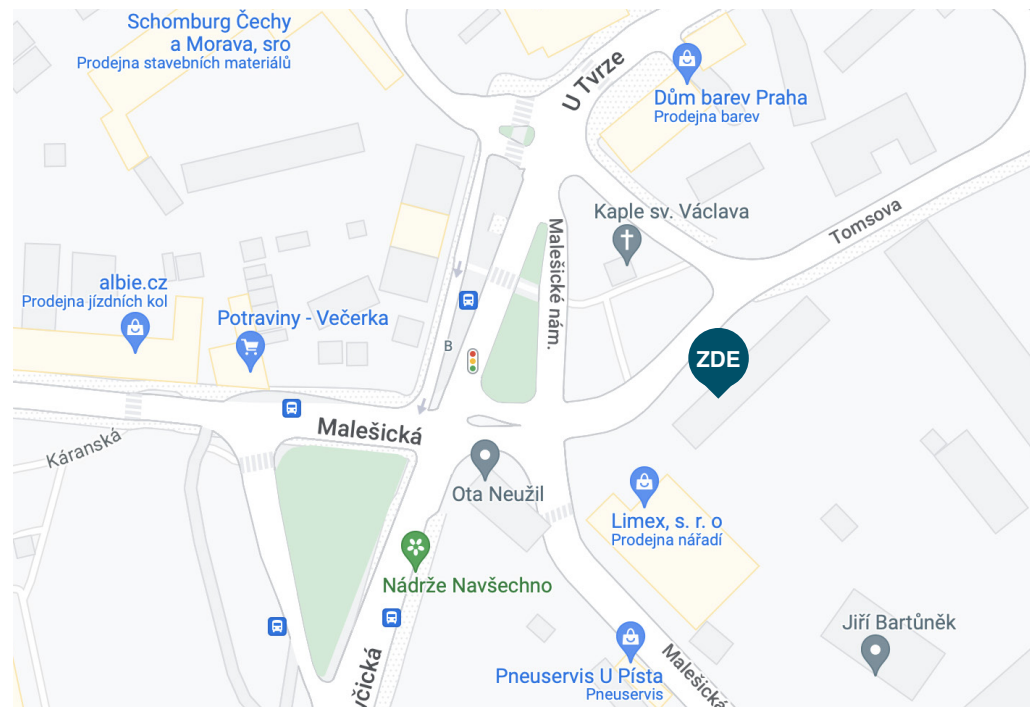 Schomburg Čechy
a Morava, sro
Prodejna stavebních materiálů
U Tvrze
Dům barev Praha
Prodejna barev
Kaple sv. Václava
Tomsova
Malešické nám.
albie.cz
Prodejna jízdních kol
Potraviny - Večerka
B
ZDE
Malešická
Káranská
Ota Neužil
Limex, s. r. o
Prodejna nářadí
Nádrže Navšechno
Jiří Bartůněk
Pneuservis U Písta
Pneuservis
Malešická